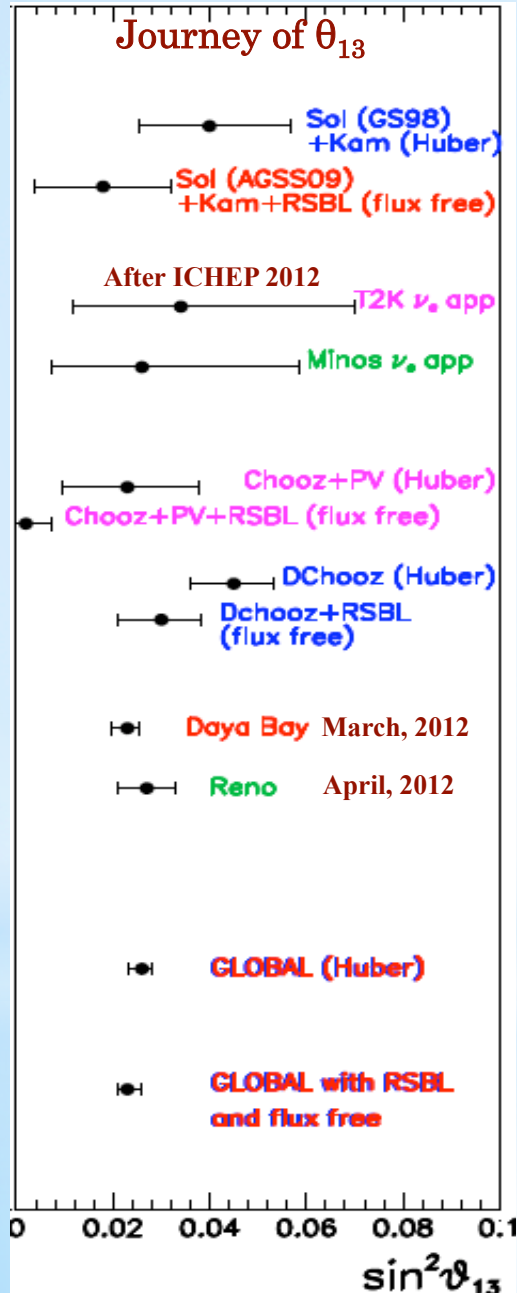 Journey of θ₁₃
Sol (GS98)
+Kam (Huber)
Sol (AGSS09)
+Kam+RSBL (flux free)
After ICHEP 2012
T2K νₑ app
Minos νₑ app
Chooz+PV (Huber)
Chooz+PV+RSBL (flux free)
DChooz (Huber)
Dchooz+RSBL
(flux free)
Daya Bay March, 2012
Reno April, 2012
GLOBAL (Huber)
GLOBAL with RSBL
and flux free
0 0.02 0.04 0.06 0.08 0.1
sin²ϑ₁₃